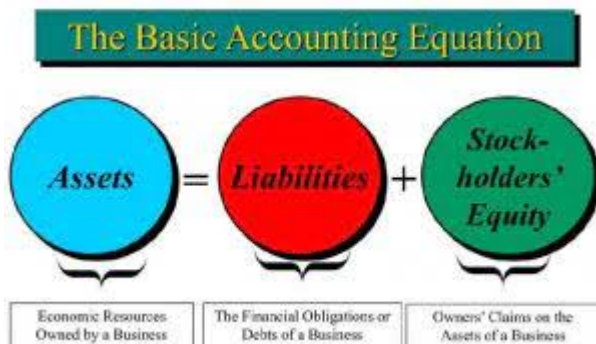 The Basic Accounting Equation
Assets = Liabilities + Stock-
holders'
Equity
Economic Resources
Owned by a Business
The Financial Obligations or
Debts of a Business
Owners' Claims on the
Assets of a Business